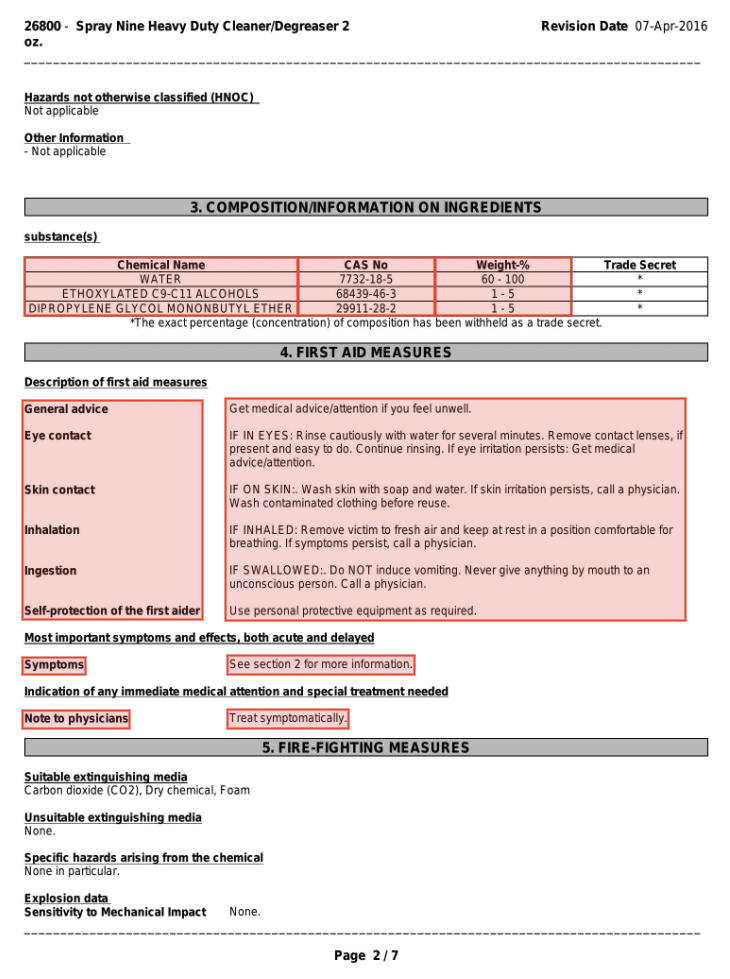 26800 - Spray Nine Heavy Duty Cleaner/Degreaser 2 oz.
Revision Date 07-Apr-2016
Hazards not otherwise classified (HNOC)
Not applicable
Other Information
- Not applicable
3. COMPOSITION/INFORMATION ON INGREDIENTS
substance(s)
Chemical Name CAS No Weight-% Trade Secret
WATER 7732-18-5 60 - 100 *
ETHOXYLATED C9-C11 ALCOHOLS 68439-46-3 1 - 5 *
DIPROPYLENE GLYCOL MONONBUTYL ETHER 29911-28-2 1 - 5 *
*The exact percentage (concentration) of composition has been withheld as a trade secret.
4. FIRST AID MEASURES
Description of first aid measures
General advice Get medical advice/attention if you feel unwell.
Eye contact IF IN EYES: Rinse cautiously with water for several minutes. Remove contact lenses, if
present and easy to do. Continue rinsing. If eye irritation persists: Get medical
advice/attention.
Skin contact IF ON SKIN:. Wash skin with soap and water. If skin irritation persists, call a physician.
Wash contaminated clothing before reuse.
Inhalation IF INHALED: Remove victim to fresh air and keep at rest in a position comfortable for
breathing. If symptoms persist, call a physician.
Ingestion IF SWALLOWED:. Do NOT induce vomiting. Never give anything by mouth to an
unconscious person. Call a physician.
Self-protection of the first aider Use personal protective equipment as required.
Most important symptoms and effects, both acute and delayed
Symptoms See section 2 for more information.
Indication of any immediate medical attention and special treatment needed
Note to physicians Treat symptomatically.
5. FIRE-FIGHTING MEASURES
Suitable extinguishing media
Carbon dioxide (CO2), Dry chemical, Foam
Unsuitable extinguishing media
None.
Specific hazards arising from the chemical
None in particular.
Explosion data
Sensitivity to Mechanical Impact None.
Page 2 / 7